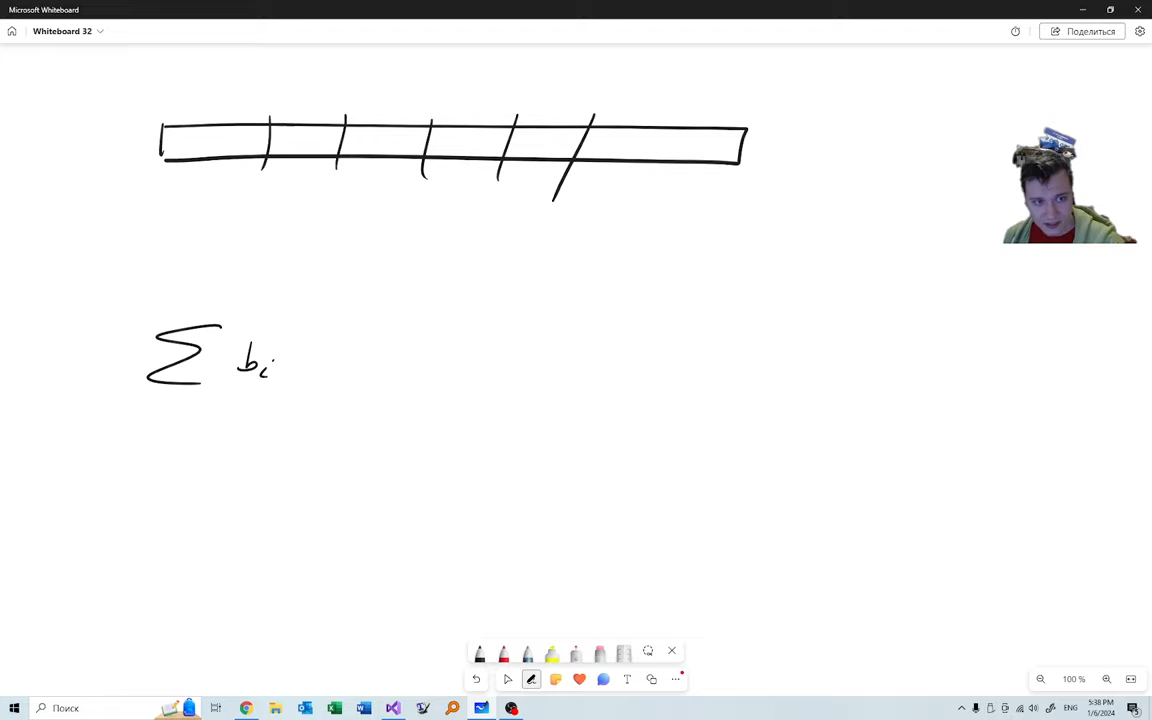 Microsoft Whiteboard
Whiteboard 32
Поделиться
∑ bi
100 %
Поиск
ENG
5:38 PM
1/6/2024